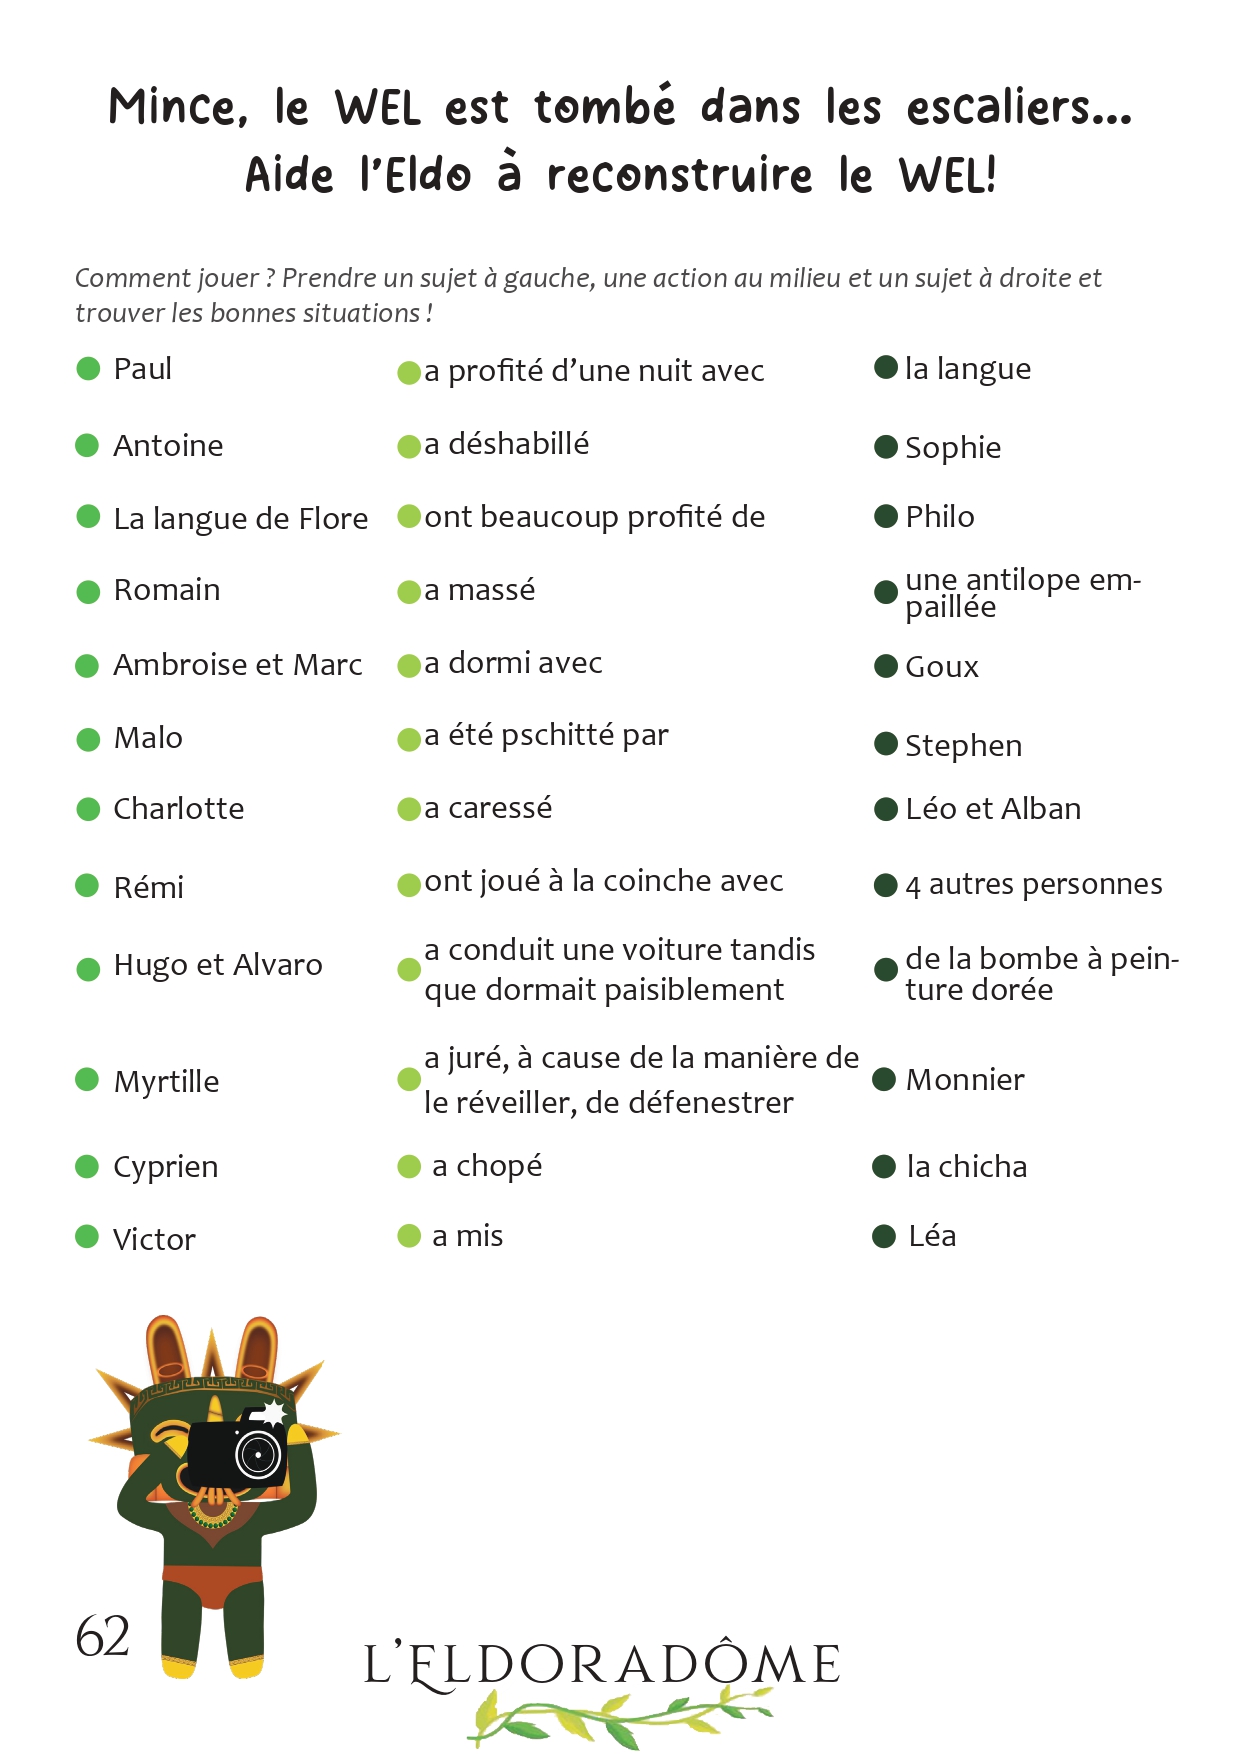 Mince, le WEL est tombé dans les escaliers...
Aide l'Eldo à reconstruire le WEL!
Comment jouer ? Prendre un sujet à gauche, une action au milieu et un sujet à droite et
trouver les bonnes situations !
Paul
a profité d'une nuit avec
la langue
Antoine
a déshabillé
Sophie
La langue de Flore
ont beaucoup profité de
Philo
Romain
a massé
une antilope em-
paillée
Ambroise et Marc
a dormi avec
Goux
Malo
a été pschitté par
Stephen
Charlotte
a caressé
Léo et Alban
Rémi
ont joué à la coinche avec
4 autres personnes
Hugo et Alvaro
a conduit une voiture tandis
que dormait paisiblement
de la bombe à pein-
ture dorée
Myrtille
a juré, à cause de la manière de
le réveiller, de défenestrer
Monnier
Cyprien
a chopé
la chicha
Victor
a mis
Léa
62
L'ELDORADÔME